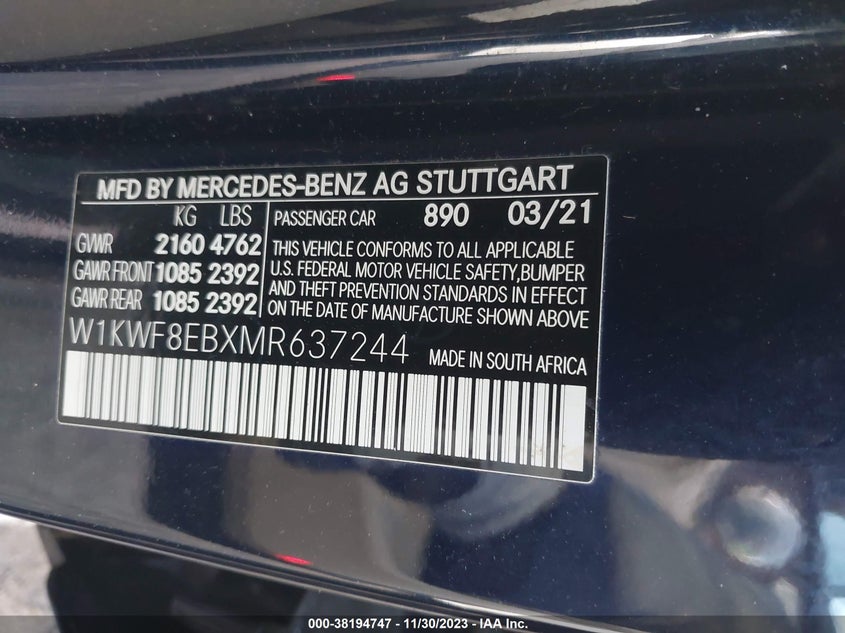 MFD BY MERCEDES-BENZ AG STUTTGART
KG LBS
GVWR 2160 4762
GAWR FRONT 1085 2392
GAWR REAR 1085 2392
PASSENGER CAR 890 03/21
THIS VEHICLE CONFORMS TO ALL APPLICABLE
U.S. FEDERAL MOTOR VEHICLE SAFETY,BUMPER
AND THEFT PREVENTION STANDARDS IN EFFECT
ON THE DATE OF MANUFACTURE SHOWN ABOVE
W1KWF8EBXMR637244
MADE IN SOUTH AFRICA
000-38194747 - 11/30/2023 - IAA Inc.